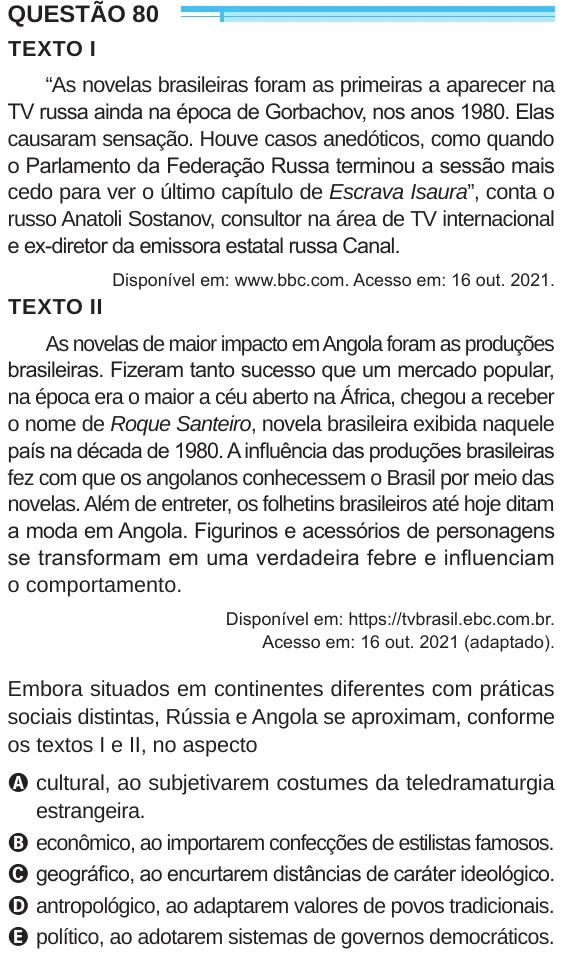 QUESTÃO 80
TEXTO I
“As novelas brasileiras foram as primeiras a aparecer na
TV russa ainda na época de Gorbachov, nos anos 1980. Elas
causaram sensação. Houve casos anedóticos, como quando
o Parlamento da Federação Russa terminou a sessão mais
cedo para ver o último capítulo de Escrava Isaura”, conta o
russo Anatoli Sostanov, consultor na área de TV internacional
e ex-diretor da emissora estatal russa Canal.
Disponível em: www.bbc.com. Acesso em: 16 out. 2021.
TEXTO II
As novelas de maior impacto em Angola foram as produções
brasileiras. Fizeram tanto sucesso que um mercado popular,
na época era o maior a céu aberto na África, chegou a receber
o nome de Roque Santeiro, novela brasileira exibida naquele
país na década de 1980. A influência das produções brasileiras
fez com que os angolanos conhecessem o Brasil por meio das
novelas. Além de entreter, os folhetins brasileiros até hoje ditam
a moda em Angola. Figurinos e acessórios de personagens
se transformam em uma verdadeira febre e influenciam
o comportamento.
Disponível em: https://tvbrasil.ebc.com.br.
Acesso em: 16 out. 2021 (adaptado).
Embora situados em continentes diferentes com práticas
sociais distintas, Rússia e Angola se aproximam, conforme
os textos I e II, no aspecto
A cultural, ao subjetivarem costumes da teledramaturgia
estrangeira.
B econômico, ao importarem confecções de estilistas famosos.
C geográfico, ao encurtarem distâncias de caráter ideológico.
D antropológico, ao adaptarem valores de povos tradicionais.
E político, ao adotarem sistemas de governos democráticos.